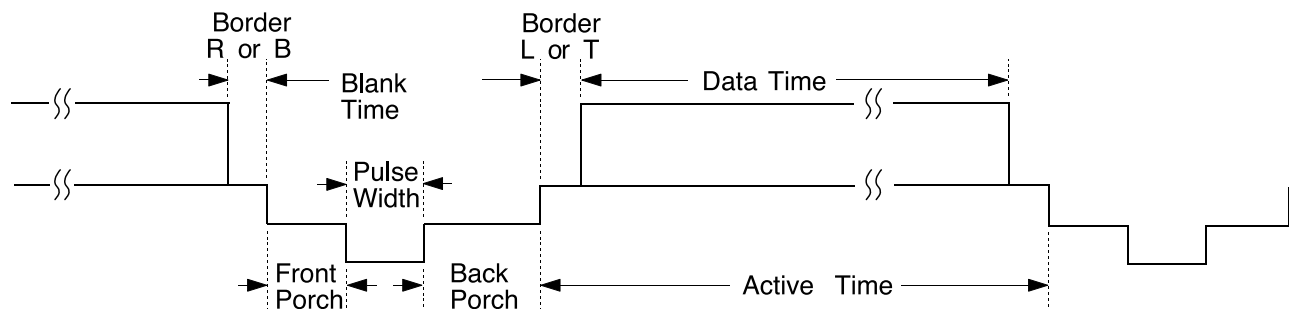 Border
R or B
Border
L or T
Blank
Time
Data Time
Pulse
Width
Front
Porch
Back
Porch
Active Time